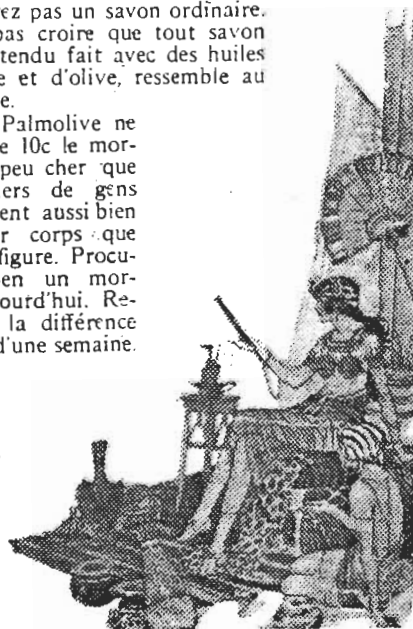 ez pas un savon ordinaire.
pas croire que tout savon
tendu fait avec des huiles
e et d'olive, ressemble au
e.
Palmolive ne
e 10c le mor-
peu cher que
ers de gens
ent aussi bien
r corps que
figure. Procu-
en un mor-
ourd'hui. Re-
la différence
d'une semaine.